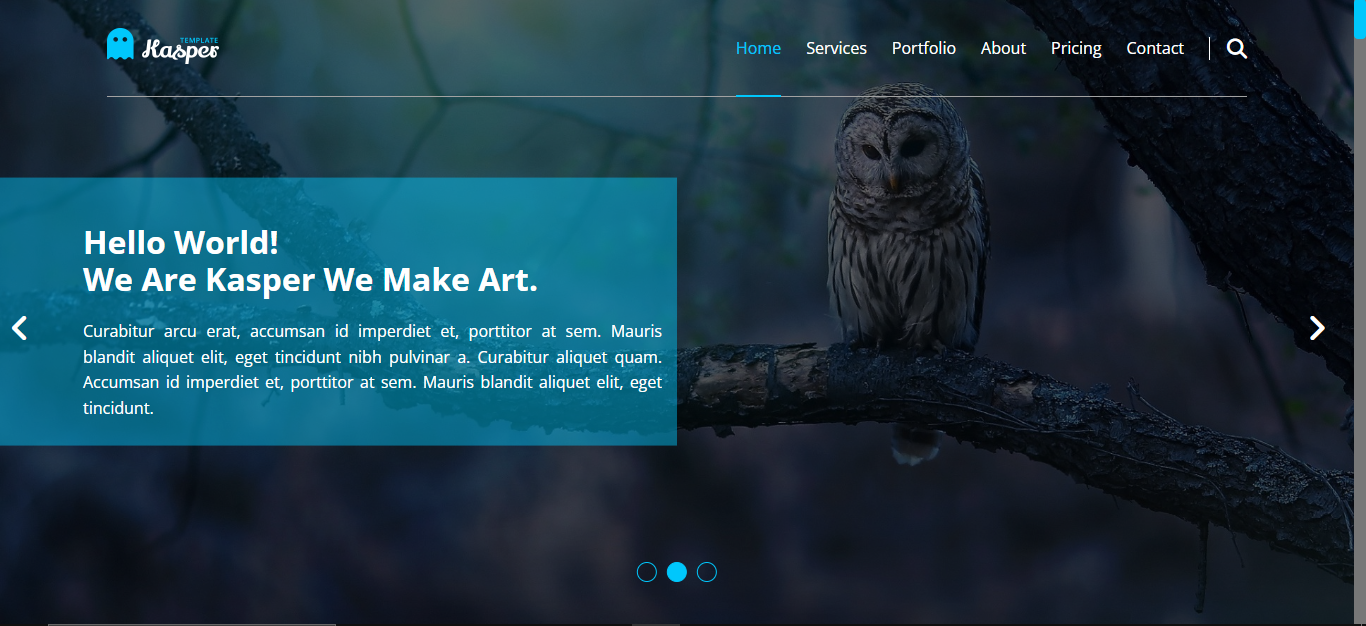 TEMPLATE
Kasper
Home Services Portfolio About Pricing Contact
Hello World!
We Are Kasper We Make Art.
Curabitur arcu erat, accumsan id imperdiet et, porttitor at sem. Mauris
blandit aliquet elit, eget tincidunt nibh pulvinar a. Curabitur aliquet quam.
Accumsan id imperdiet et, porttitor at sem. Mauris blandit aliquet elit, eget
tincidunt.